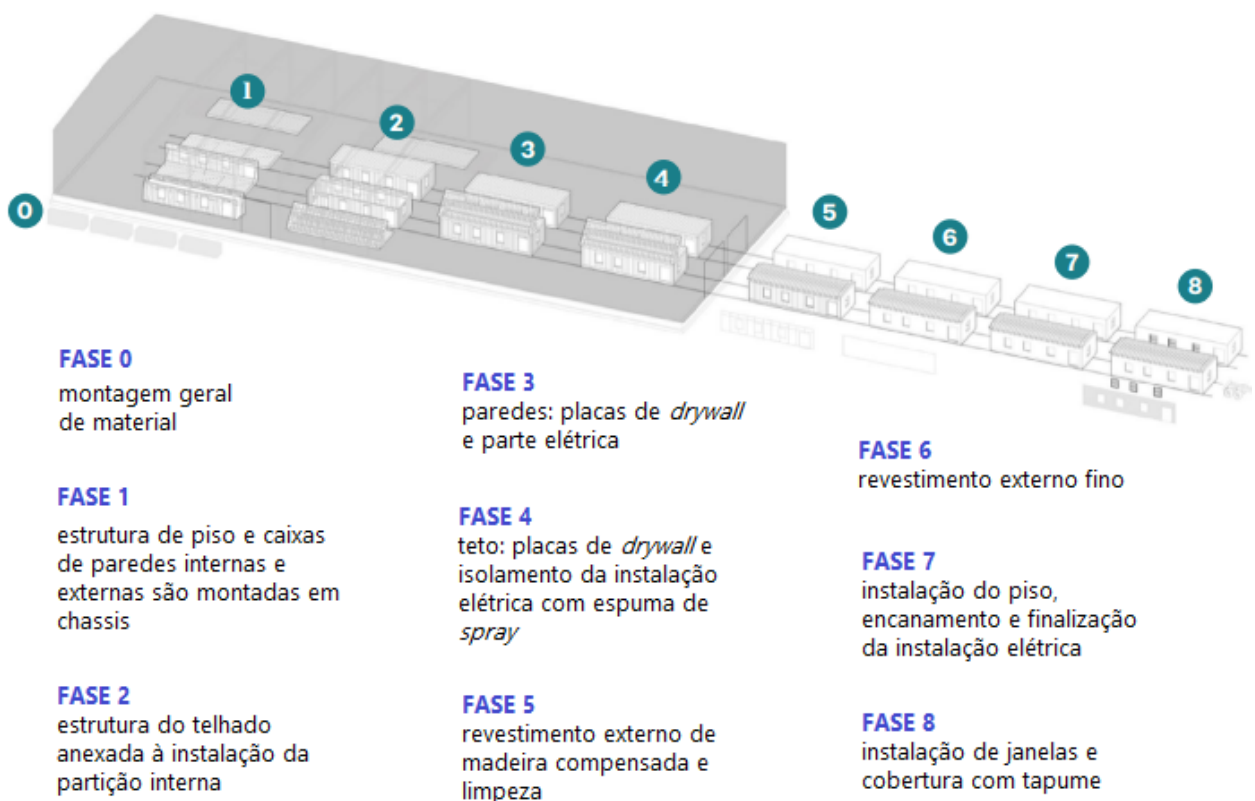 1
2
3
4
0
5
6
7
8
FASE 0
montagem geral
de material
FASE 1
estrutura de piso e caixas
de paredes internas e
externas são montadas em
chassis
FASE 2
estrutura do telhado
anexada à instalação da
partição interna
FASE 3
paredes: placas de drywall
e parte elétrica
FASE 4
teto: placas de drywall e
isolamento da instalação
elétrica com espuma de
spray
FASE 5
revestimento externo de
madeira compensada e
limpeza
FASE 6
revestimento externo fino
FASE 7
instalação do piso,
encanamento e finalização
da instalação elétrica
FASE 8
instalação de janelas e
cobertura com tapume